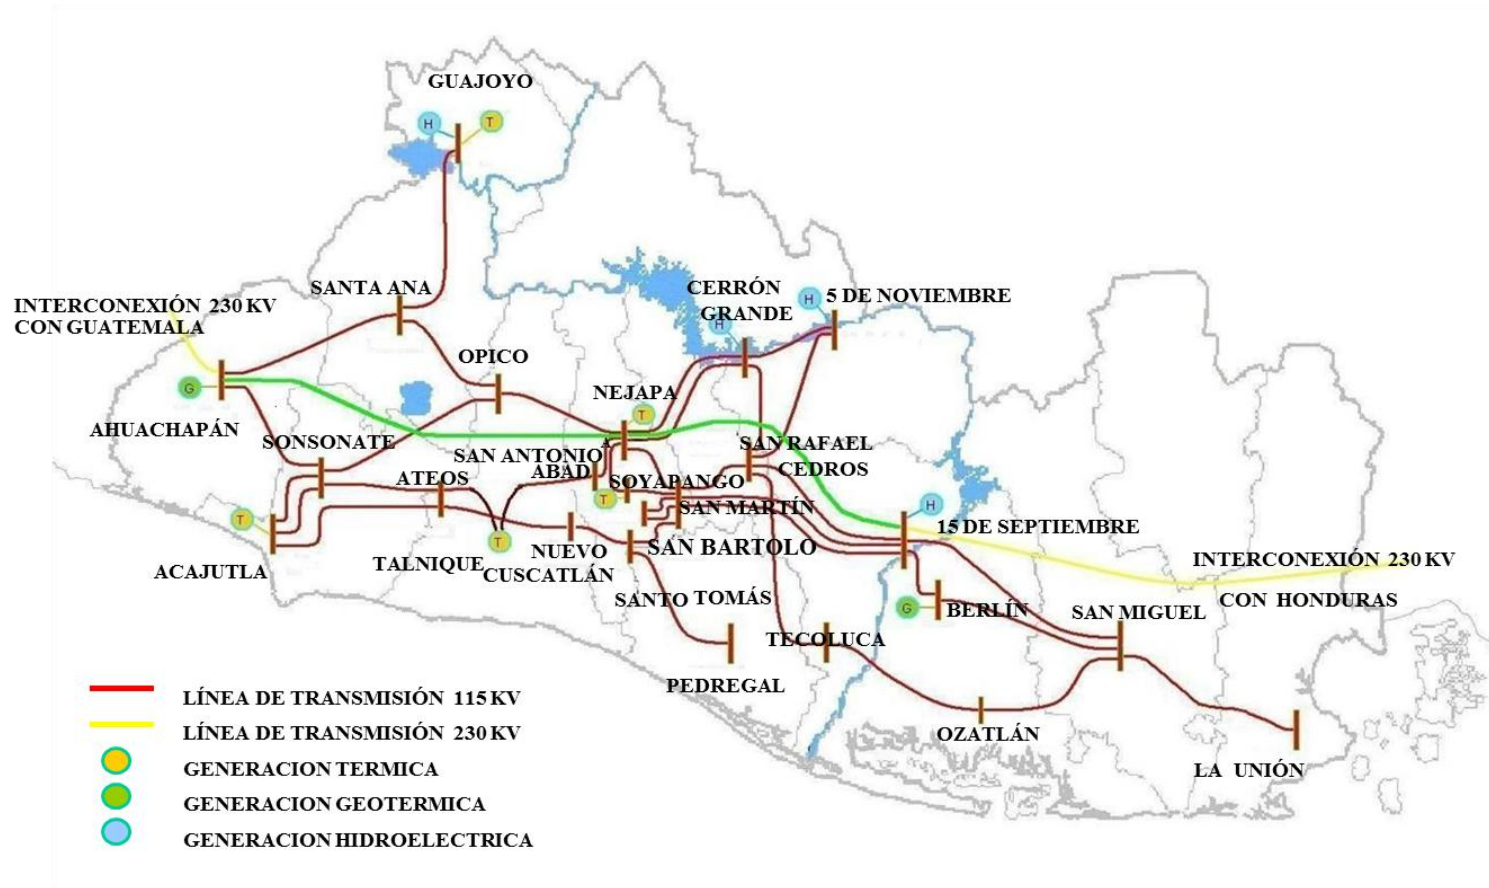 GUAJOYO
H
T
SANTA ANA
INTERCONEXIÓN 230 KV
CON GUATEMALA
CERRÓN
GRANDE
H
H
5 DE NOVIEMBRE
OPICO
G
NEJAPA
T
AHUACHAPÁN
SONSONATE
SAN ANTONIO
ABAD
A
SAN RAFAEL
CEDROS
ATEOS
SOYAPANGO
T
SAN MARTÍN
H
15 DE SEPTIEMBRE
T
ACAJUTLA
T
TALNIQUE
NUEVO
CUSCATLÁN
SAN BARTOLO
INTERCONEXIÓN 230 KV
CON HONDURAS
SANTO TOMÁS
G
BERLÍN
SAN MIGUEL
TECOLUCA
PEDREGAL
OZATLÁN
LA UNIÓN
LÍNEA DE TRANSMISIÓN 115 KV
LÍNEA DE TRANSMISIÓN 230 KV
GENERACION TERMICA
GENERACION GEOTERMICA
GENERACION HIDROELECTRICA